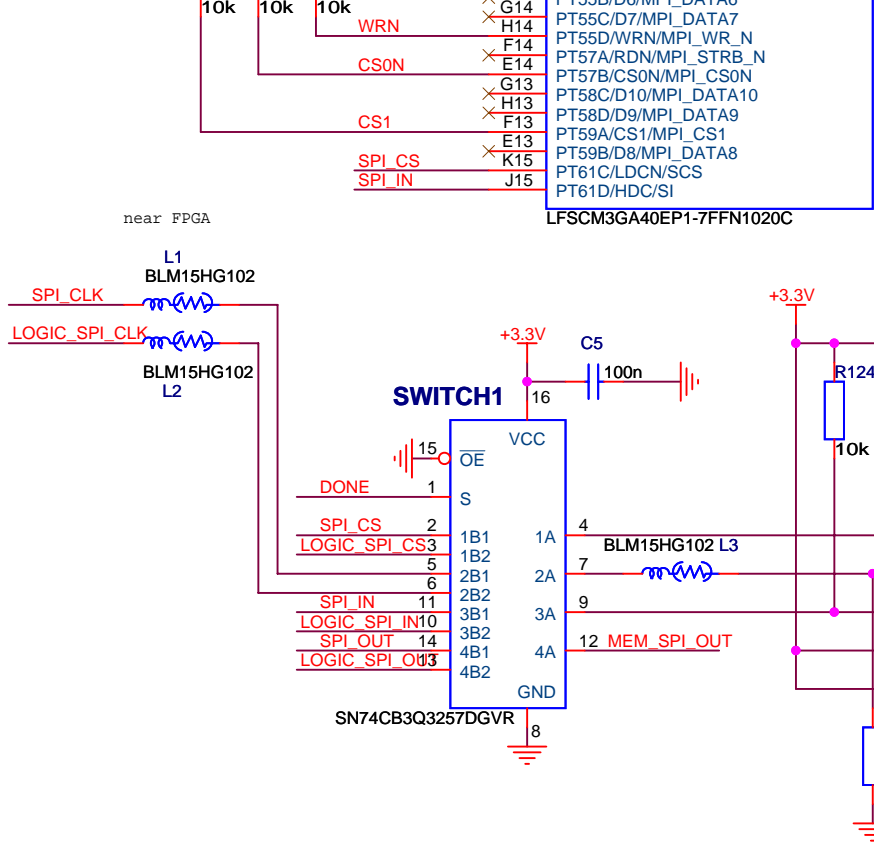 PT55B/D6/MPI_DATA6
10k 10k 10k
G14 PT55C/D7/MPI_DATA7
WRN H14 PT55D/WRN/MPI_WR_N
F14 PT57A/RDN/MPI_STRB_N
CS0N E14 PT57B/CS0N/MPI_CS0N
G13 PT58C/D10/MPI_DATA10
H13 PT58D/D9/MPI_DATA9
CS1 F13 PT59A/CS1/MPI_CS1
E13 PT59B/D8/MPI_DATA8
SPI_CS K15 PT61C/LDCN/SCS
SPI_IN J15 PT61D/HDC/SI
LFSCM3GA40EP1-7FFN1020C
near FPGA
L1
BLM15HG102
SPI_CLK
LOGIC_SPI_CLK
BLM15HG102
L2
+3.3V
+3.3V
C5
100n
R124
10k
SWITCH1
16
VCC
15 OE
DONE 1 S
SPI_CS 2 1B1 1A 4
LOGIC_SPI_CS 3 1B2
BLM15HG102 L3
5 2B1 2A 7
6 2B2
SPI_IN 11 3B1 3A 9
LOGIC_SPI_IN 10 3B2
SPI_OUT 14 4B1 4A 12 MEM_SPI_OUT
LOGIC_SPI_OUT 13 4B2
GND
SN74CB3Q3257DGVR
8